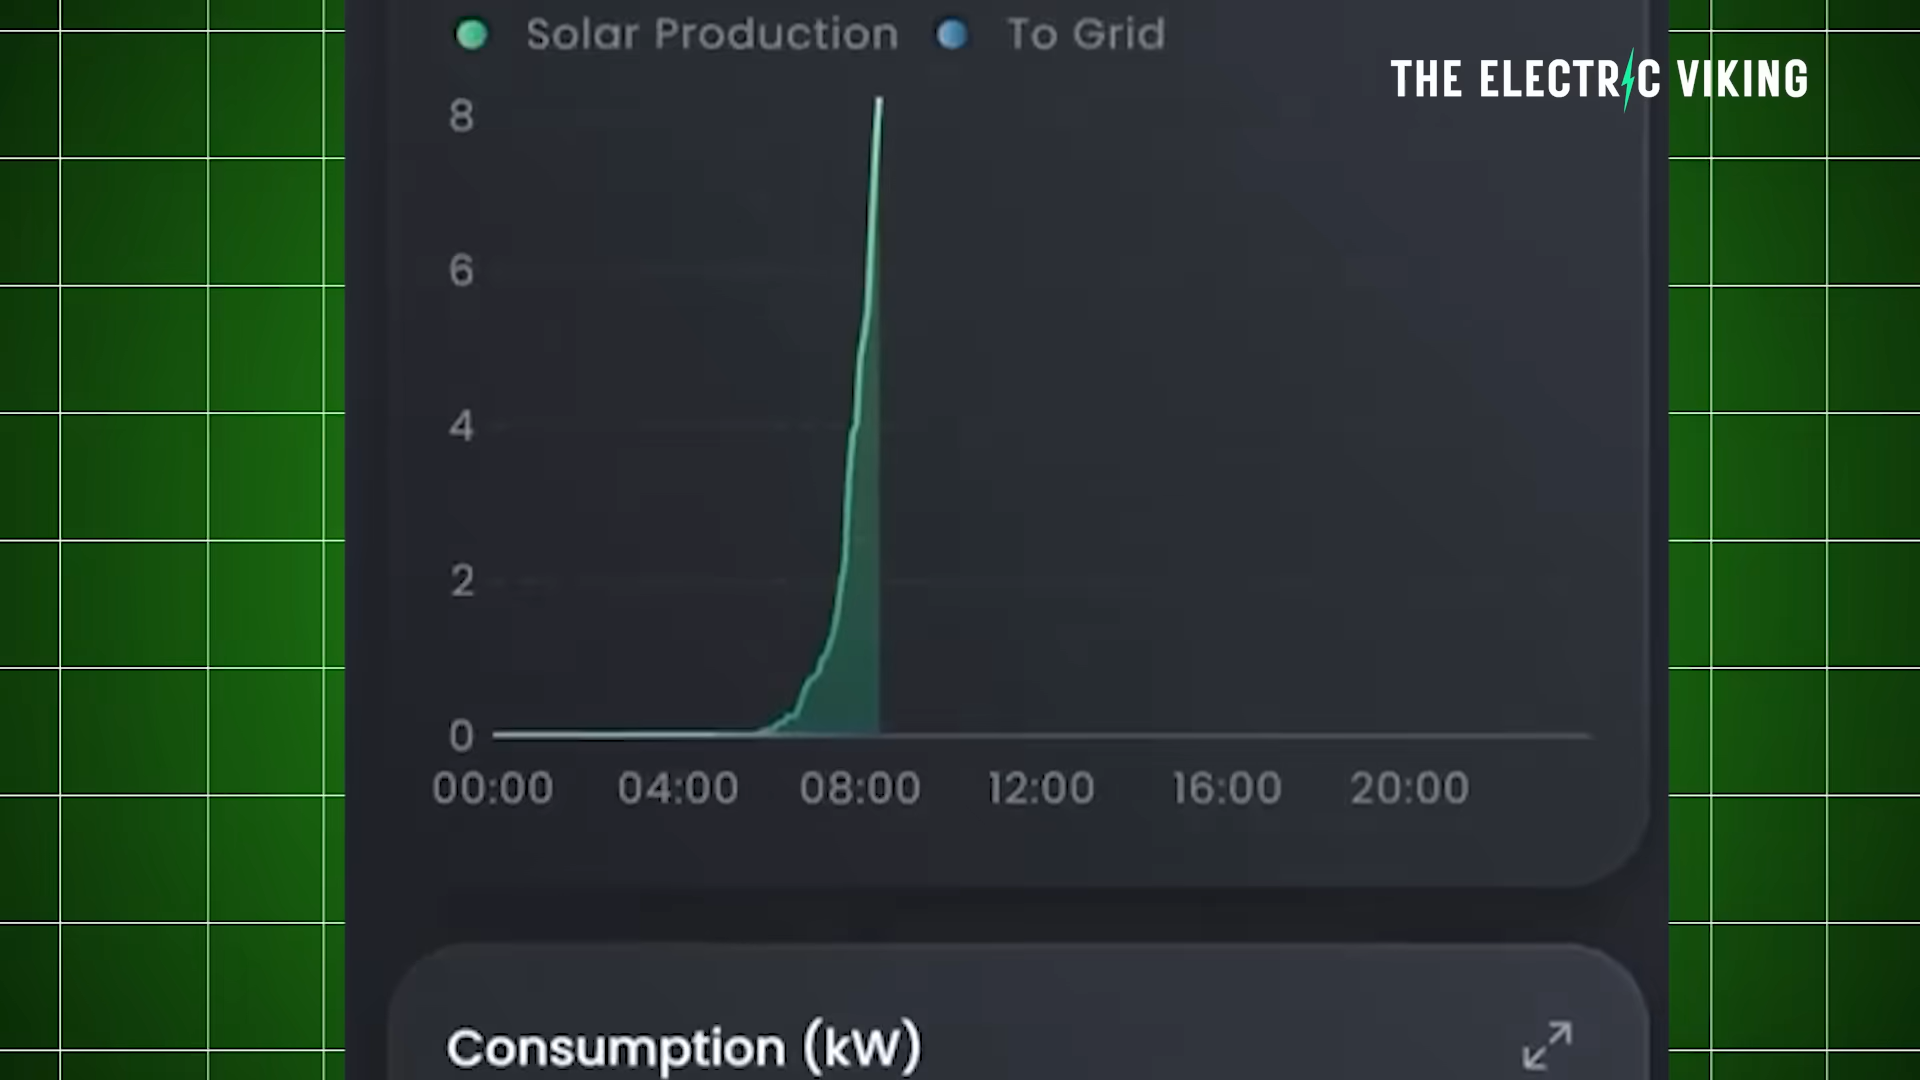 Solar Production To Grid
THE ELECTRIC VIKING
8
6
4
2
0
00:00 04:00 08:00 12:00 16:00 20:00
Consumption (kW)